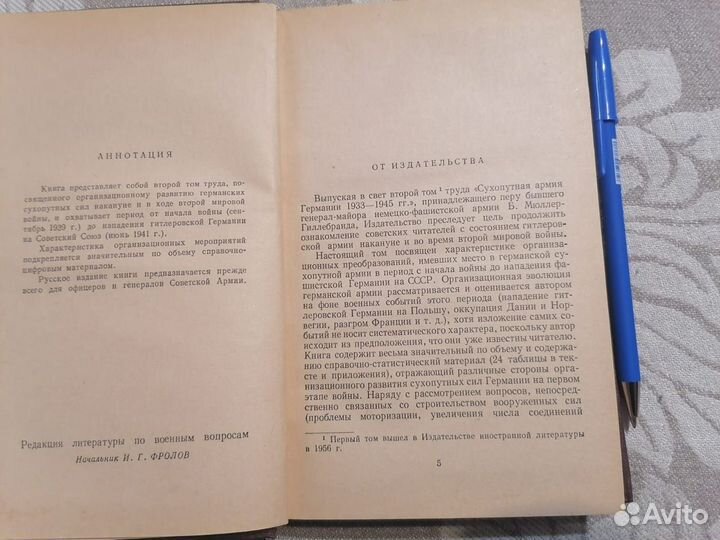 АННОТАЦИЯ
Книга представляет собой второй том труда, по-
священного организационному развитию германских
сухопутных сил накануне и в ходе второй мировой
войны, и охватывает период от начала войны (сен-
тябрь 1939 г.) до нападения гитлеровской Германии
на Советский Союз (июнь 1941 г.).
Характеристика организационных мероприятий
подкрепляется значительным по объему справочно-
цифровым материалом.
Русское издание книги предназначается прежде
всего для офицеров и генералов Советской Армии.
Редакция литературы по военным вопросам
Начальник И. Г. ФРОЛОВ
ОТ ИЗДАТЕЛЬСТВА
Выпуская в свет второй том¹ труда «Сухопутная армия
Германии 1933—1945 гг.», принадлежащего перу бывшего
генерал-майора немецко-фашистской армии Б. Мюллер-
Гиллебранда, Издательство преследует цель продолжить
ознакомление советских читателей с состоянием гитлеров-
ской армии накануне и во время второй мировой войны.
Настоящий том посвящен характеристике организаци-
онных преобразований, имевших место в германской су-
хопутной армии в период с начала войны до нападения фа-
шистской Германии на СССР. Организационная эволюция
германской армии рассматривается и оценивается автором
на фоне военных событий этого периода (нападение гит-
леровской Германии на Польшу, оккупация Дании и Нор-
вегии, разгром Франции и т. д.), хотя изложение самих со-
бытий не носит систематического характера, поскольку автор
исходит из предположения, что они уже известны читателю.
Книга содержит весьма значительный по объему и содержа-
нию справочно-статистический материал (24 таблицы в тек-
сте и приложения), отражающий различные стороны орга-
низационного развития сухопутных сил Германии на первом
этапе войны. Наряду с рассмотрением вопросов, непосред-
ственно связанных со строительством вооруженных сил
(проблемы моторизации, увеличения числа соединений
¹ Первый том вышел в Издательстве иностранной литературы
в 1956 г.
5
Avito